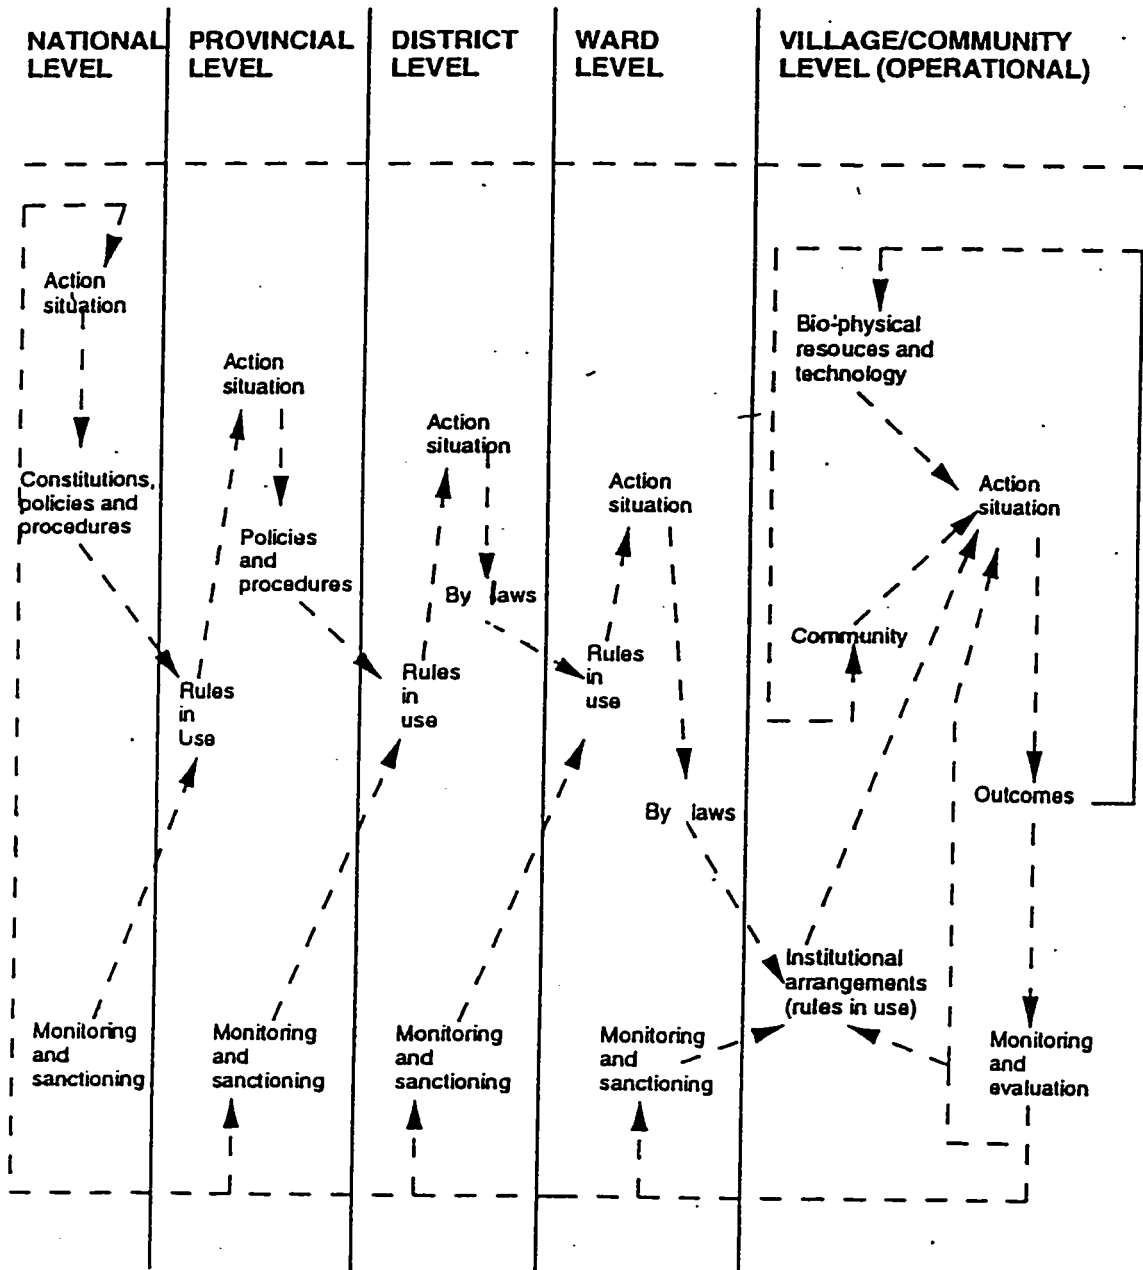 NATIONAL
LEVEL
PROVINCIAL
LEVEL
DISTRICT
LEVEL
WARD
LEVEL
VILLAGE/COMMUNITY
LEVEL (OPERATIONAL)
Action
situation
Constitutions,
policies and
procedures
Monitoring
and
sanctioning
Action
situation
Policies
and
procedures
Rules
in
use
Monitoring
and
sanctioning
Action
situation
By laws
Rules
in
use
Monitoring
and
sanctioning
Action
situation
Rules
in
use
By laws
Monitoring
and
sanctioning
Bio-physical
resouces and
technology
Action
situation
Community
Outcomes
Institutional
arrangements
(rules in use)
Monitoring
and
evaluation